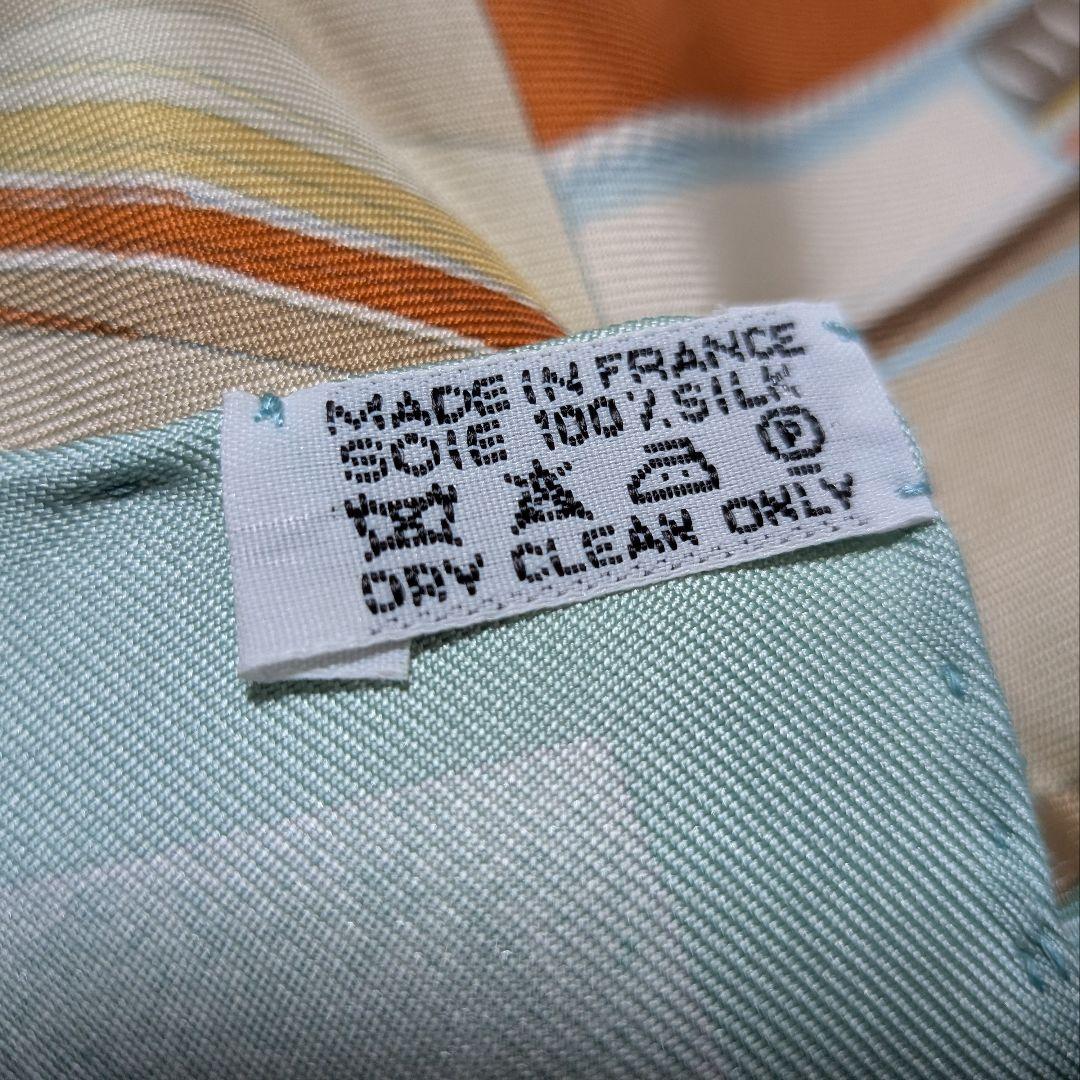 MADE IN FRANCE
SOIE 100% SILK
P
DRY CLEAN ONLY